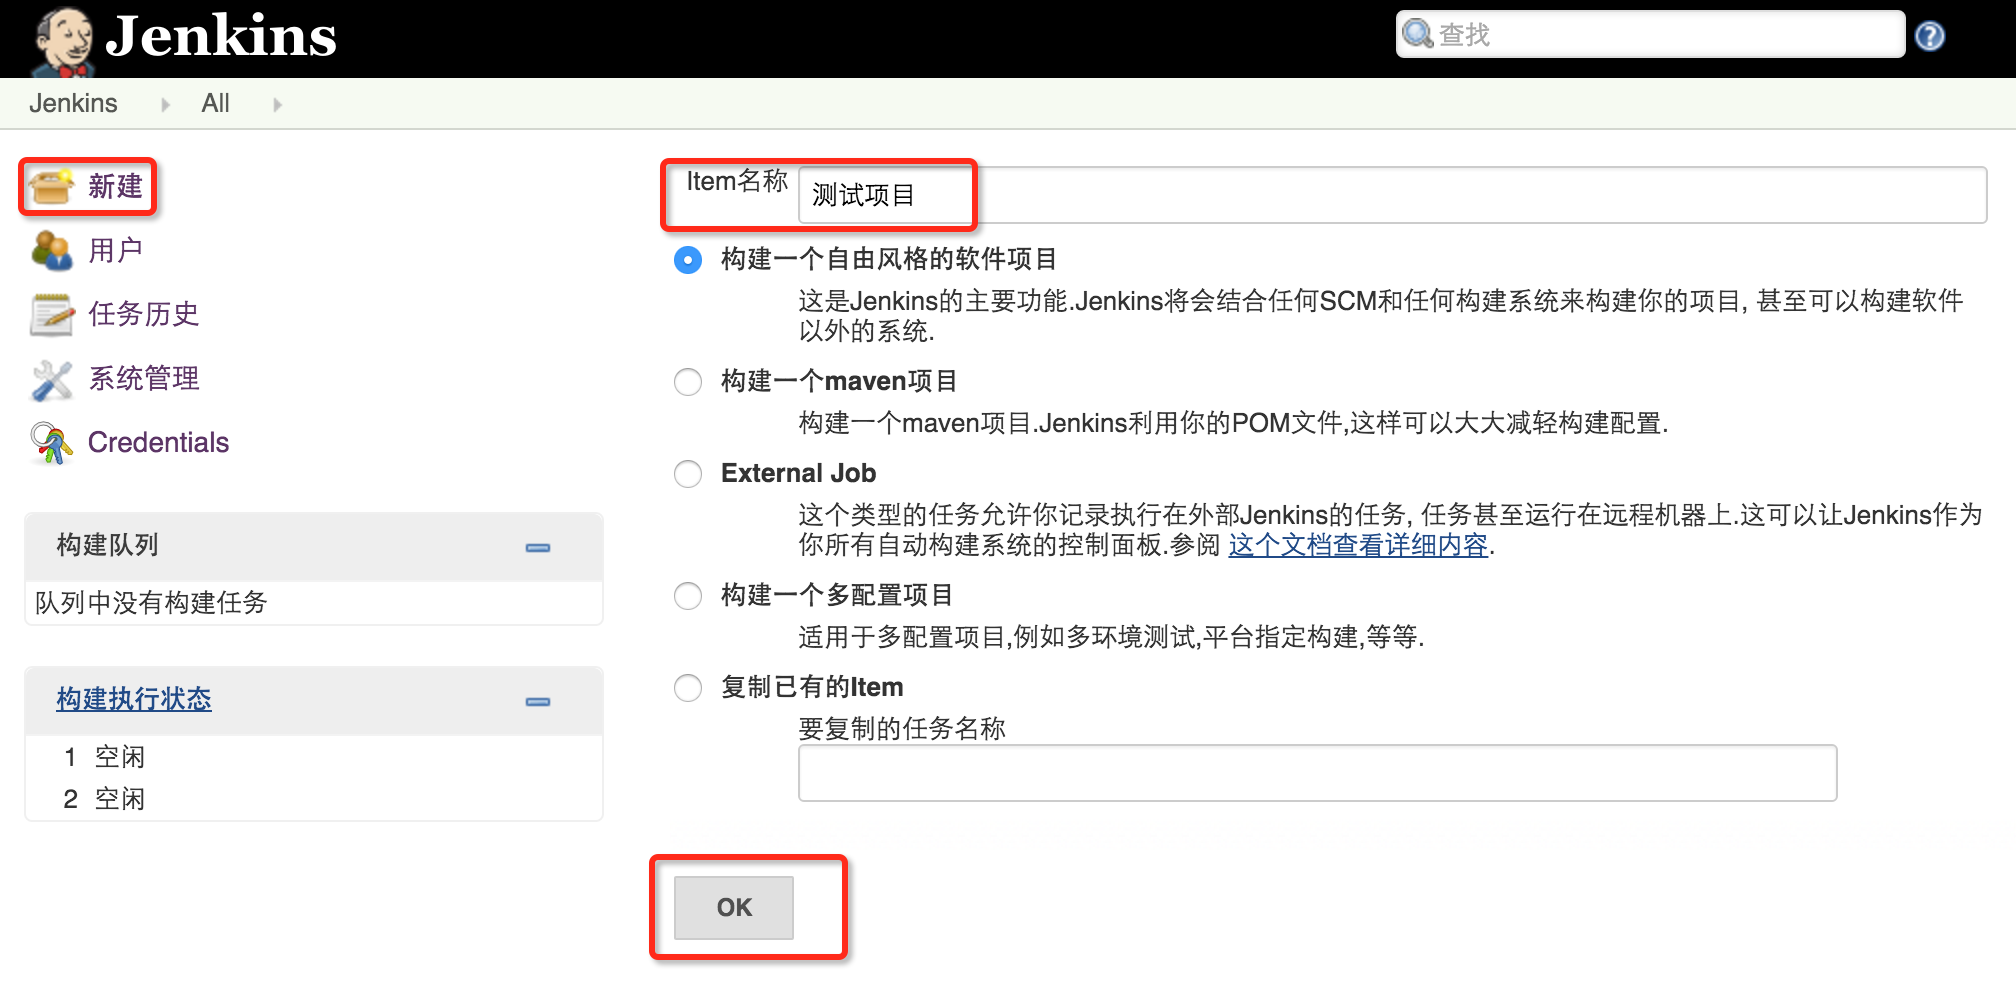 Jenkins
查找
Jenkins
All
新建
用户
任务历史
系统管理
Credentials
构建队列
队列中没有构建任务
构建执行状态
1 空闲
2 空闲
Item名称
测试项目
构建一个自由风格的软件项目
这是Jenkins的主要功能.Jenkins将会结合任何SCM和任何构建系统来构建你的项目, 甚至可以构建软件
以外的系统.
构建一个maven项目
构建一个maven项目.Jenkins利用你的POM文件,这样可以大大减轻构建配置.
External Job
这个类型的任务允许你记录执行在外部Jenkins的任务, 任务甚至运行在远程机器上.这可以让Jenkins作为
你所有自动构建系统的控制面板.参阅 这个文档查看详细内容.
构建一个多配置项目
适用于多配置项目,例如多环境测试,平台指定构建,等等.
复制已有的Item
要复制的任务名称
OK